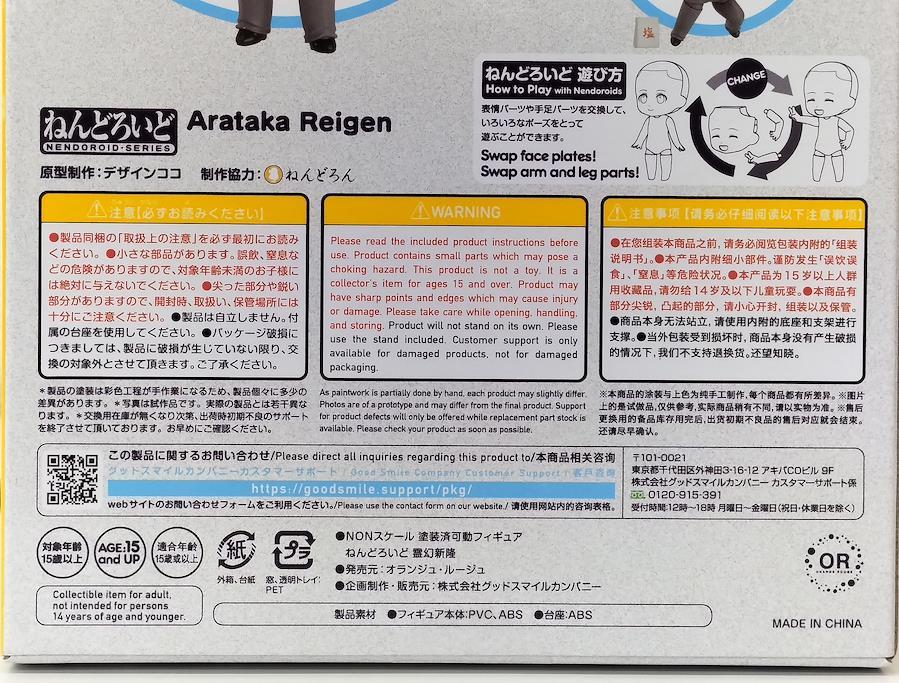 塩
ねんどろいど
NENDOROID·SERIES
Arataka Reigen
原型制作：デザインココ　制作協力：ねんどろん
ねんどろいど 遊び方
How to Play with Nendoroids
表情パーツや手足パーツを交換して、
いろいろなポーズをとって
遊ぶことができます。
Swap face plates!
Swap arm and leg parts!
CHANGE
注意【必ずお読みください】
●製品同梱の「取扱上の注意」を必ず最初にお読み
ください。●小さな部品があります。誤飲、窒息な
どの危険がありますので、対象年齢未満のお子様に
は絶対に与えないでください。●尖った部分や鋭い
部分がありますので、開封時、取扱い、保管場所には
十分にご注意ください。●製品は自立しません。付
属の台座を使用してください。●パッケージ破損に
つきましては、製品に破損が生じていない限り、交
換の対象外とさせて頂きます。ご了承ください。
WARNING
Please read the included product instructions before
use. Product contains small parts which may pose a
choking hazard. This product is not a toy. It is a
collector's item for ages 15 and over. Product may
have sharp points and edges which may cause injury
or damage. Please take care while opening, handling,
and storing. Product will not stand on its own. Please
use the stand included. Customer support is only
available for damaged products, not for damaged
packaging.
注意事项【请务必仔细阅读以下注意事宜】
●在您组装本商品之前，请务必阅览包装内附的「组装
说明书」。●本产品内附细小部件。谨防发生「误饮误
食」、「窒息」等危险状况。●本产品为15岁以上人群
用收藏品，请勿给14岁及以下儿童玩耍。●本商品有
部分尖锐，凸起的部分，请小心开封，组装以及保管。
●商品本身无法站立，请使用内附的底座和支架进行
支撑。●当外包装受到损坏时，商品本身没有产生破损
的情况下，我们不支持退换货。还望知晓。
＊製品の塗装は彩色工程が手作業になるため、製品個々に多少の
差異があります。＊写真は試作品です。実際の製品とは若干異な
ります。＊交換用在庫が無くなり次第、出荷時初期不良のサポート
を終了させて頂いております。お早めにご確認ください。
As paintwork is partially done by hand, each product may slightly differ.
Photos are of a prototype and may differ from the final product. Support
for product defects will only be offered while replacement part stock is
available. Please check your product as soon as possible.
※本商品的涂装与上色为纯手工制作，每个商品都有所差异。※图片
上的是试做品，仅供参考，实际商品稍有不同，请以实物为准。※售后
更换用的备品库存用完后，出货初期不良品的售后对应就会结束。
还请尽早确认。
この製品に関するお問い合わせ/Please direct all inquiries regarding this product to/本商品相关咨询
グッドスマイルカンパニーカスタマーサポート / Good Smile Company Customer Support / 客户咨询
https://goodsmile.support/pkg/
webサイトのお問い合わせフォームをご利用ください。/Please use the contact form on our website./ 请使用网站内的咨询表格。
〒101-0021
東京都千代田区外神田3-16-12 アキバCOビル 9F
株式会社グッドスマイルカンパニー カスタマーサポート係
0120-915-391
受付時間:12時〜18時 月曜日〜金曜日(祝日・休業日を除く)
対象年齢
15歳以上
AGE:15
and UP
适合年龄
15歳或以上
紙
外箱、台紙
プラ
窓、透明トレイ:
PET
●NONスケール 塗装済可動フィギュア
ねんどろいど 霊幻新隆
●発売元：オランジュ・ルージュ
●企画制作・販売元：株式会社グッドスマイルカンパニー
OR
ORANGE ROUGE
Collectible item for adult,
not intended for persons
14 years of age and younger.
製品素材　●フィギュア本体:PVC、ABS　●台座:ABS
MADE IN CHINA